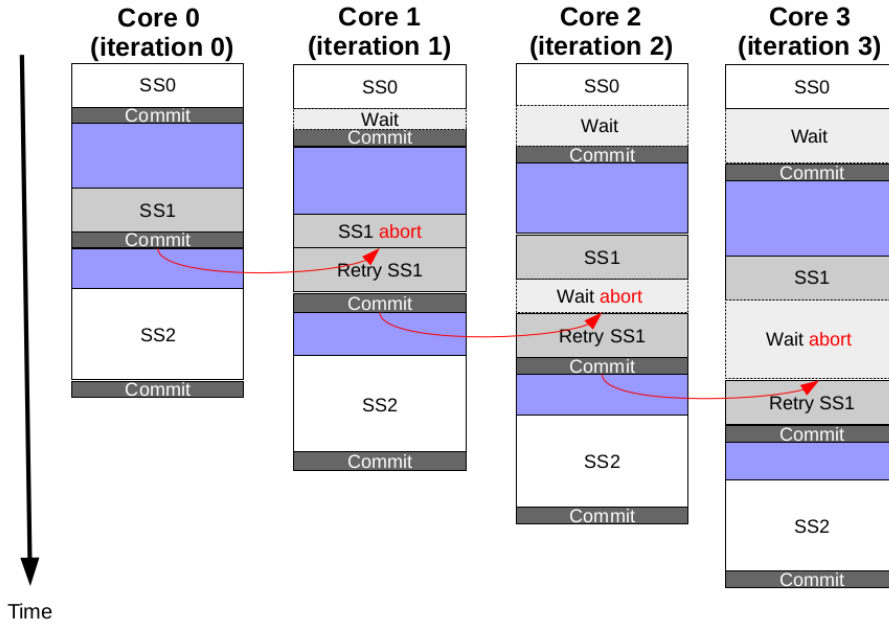 Core 0
(iteration 0)
SS0
Commit
SS1
Commit
SS2
Commit
Core 1
(iteration 1)
SS0
Wait
Commit
SS1 abort
Retry SS1
Commit
SS2
Commit
Core 2
(iteration 2)
SS0
Wait
Commit
SS1
Wait abort
Retry SS1
Commit
SS2
Commit
Core 3
(iteration 3)
SS0
Wait
Commit
SS1
Wait abort
Retry SS1
Commit
SS2
Commit
Time